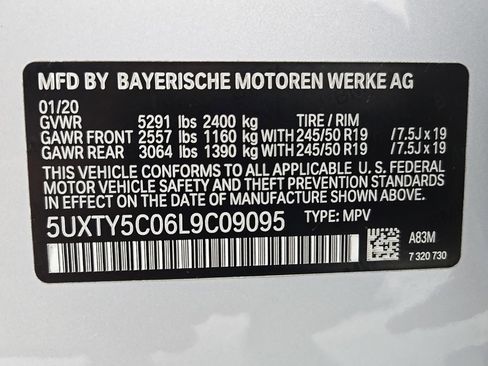 MFD BY BAYERISCHE MOTOREN WERKE AG
01/20
GVWR 5291 lbs 2400 kg TIRE / RIM
GAWR FRONT 2557 lbs 1160 kg WITH 245/50 R19 / 7.5J x 19
GAWR REAR 3064 lbs 1390 kg WITH 245/50 R19 / 7.5J x 19
THIS VEHICLE CONFORMS TO ALL APPLICABLE U. S. FEDERAL
MOTOR VEHICLE SAFETY AND THEFT PREVENTION STANDARDS
IN EFFECT ON THE DATE OF MANUFACTURE SHOWN ABOVE.
5UXTY5C06L9C09095 TYPE: MPV
A83M
7 320 730